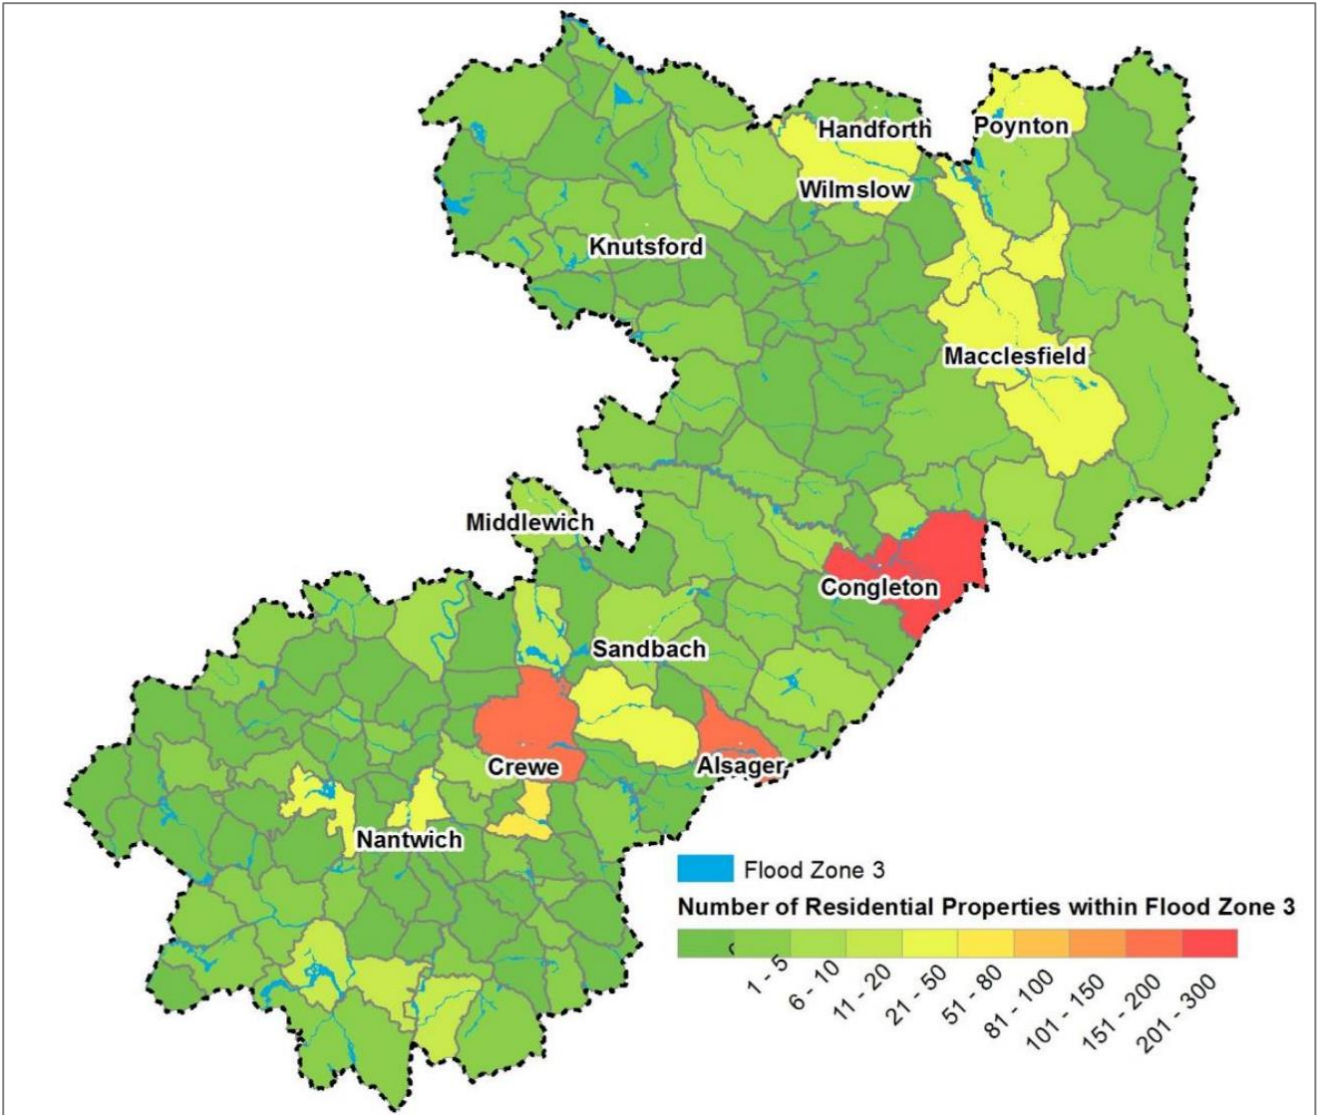 Handforth
Poynton
Wilmslow
Knutsford
Macclesfield
Middlewich
Congleton
Sandbach
Crewe
Alsager
Nantwich
Flood Zone 3
Number of Residential Properties within Flood Zone 3
1 - 5
6 - 10
11 - 20
21 - 50
51 - 80
81 - 100
101 - 150
151 - 200
201 - 300